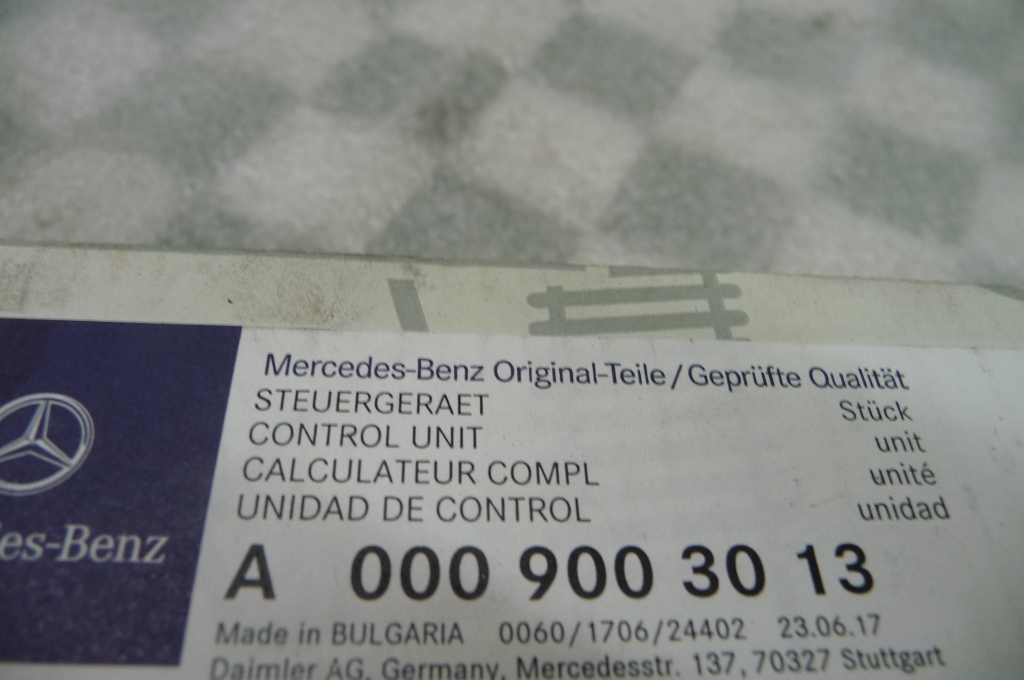 Mercedes-Benz Original-Teile/Geprüfte Qualität
STEUERGERAET Stück
CONTROL UNIT unit
CALCULATEUR COMPL unité
UNIDAD DE CONTROL unidad
es-Benz
A 000 900 30 13
Made in BULGARIA 0060/1706/24402 23.06.17
Daimler AG, Germany, Mercedesstr. 137, 70327 Stuttgart